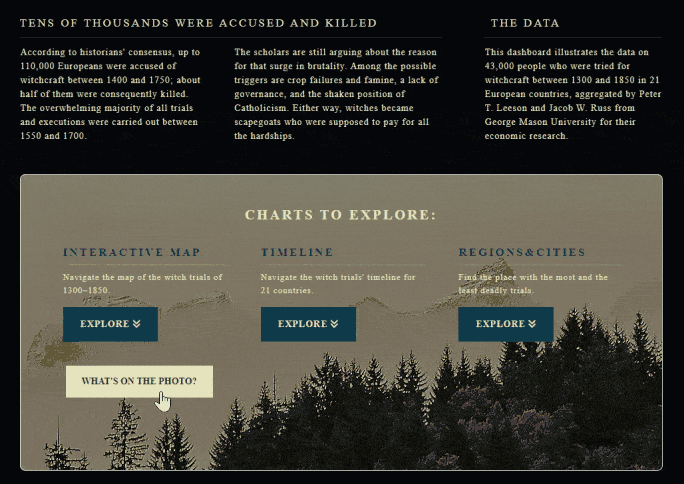 TENS OF THOUSANDS WERE ACCUSED AND KILLED
According to historians' consensus, up to
110,000 Europeans were accused of
witchcraft between 1400 and 1750; about
half of them were consequently killed.
The overwhelming majority of all trials
and executions were carried out between
1550 and 1700.
The scholars are still arguing about the reason
for that surge in brutality. Among the possible
triggers are crop failures and famine, a lack of
governance, and the shaken position of
Catholicism. Either way, witches became
scapegoats who were supposed to pay for all
the hardships.
THE DATA
This dashboard illustrates the data on
43,000 people who were tried for
witchcraft between 1300 and 1850 in 21
European countries, aggregated by Peter
T. Leeson and Jacob W. Russ from
George Mason University for their
economic research.
CHARTS TO EXPLORE:
INTERACTIVE MAP
Navigate the map of the witch trials of
1300–1850.
EXPLORE
TIMELINE
Navigate the witch trials' timeline for
21 countries.
EXPLORE
REGIONS&CITIES
Find the place with the most and the
least deadly trials.
EXPLORE
WHAT'S ON THE PHOTO?